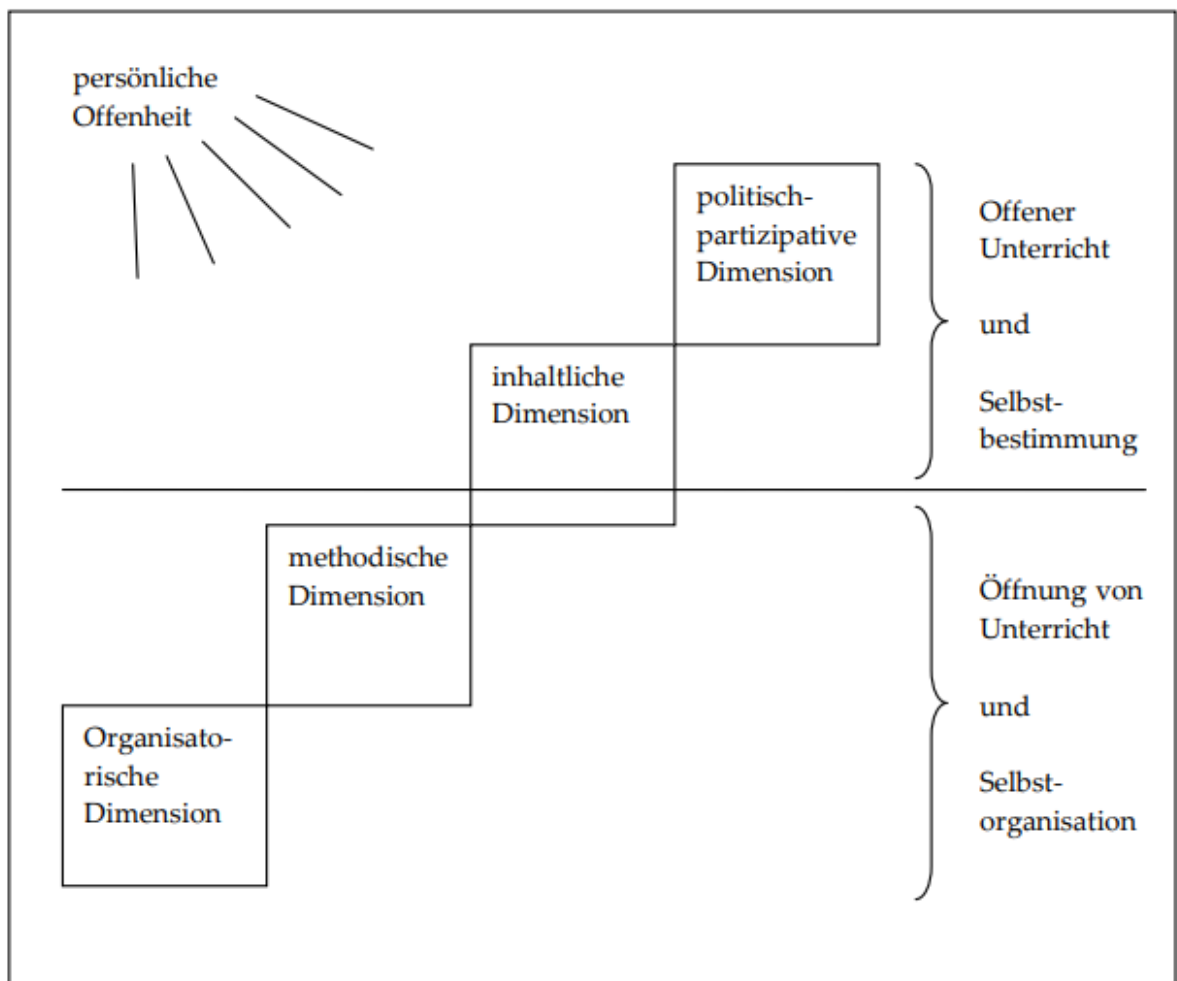 persönliche
Offenheit
politisch-
partizipative
Dimension
Offener
Unterricht
und
Selbst-
bestimmung
inhaltliche
Dimension
methodische
Dimension
Öffnung von
Unterricht
und
Selbst-
organisation
Organisato-
rische
Dimension